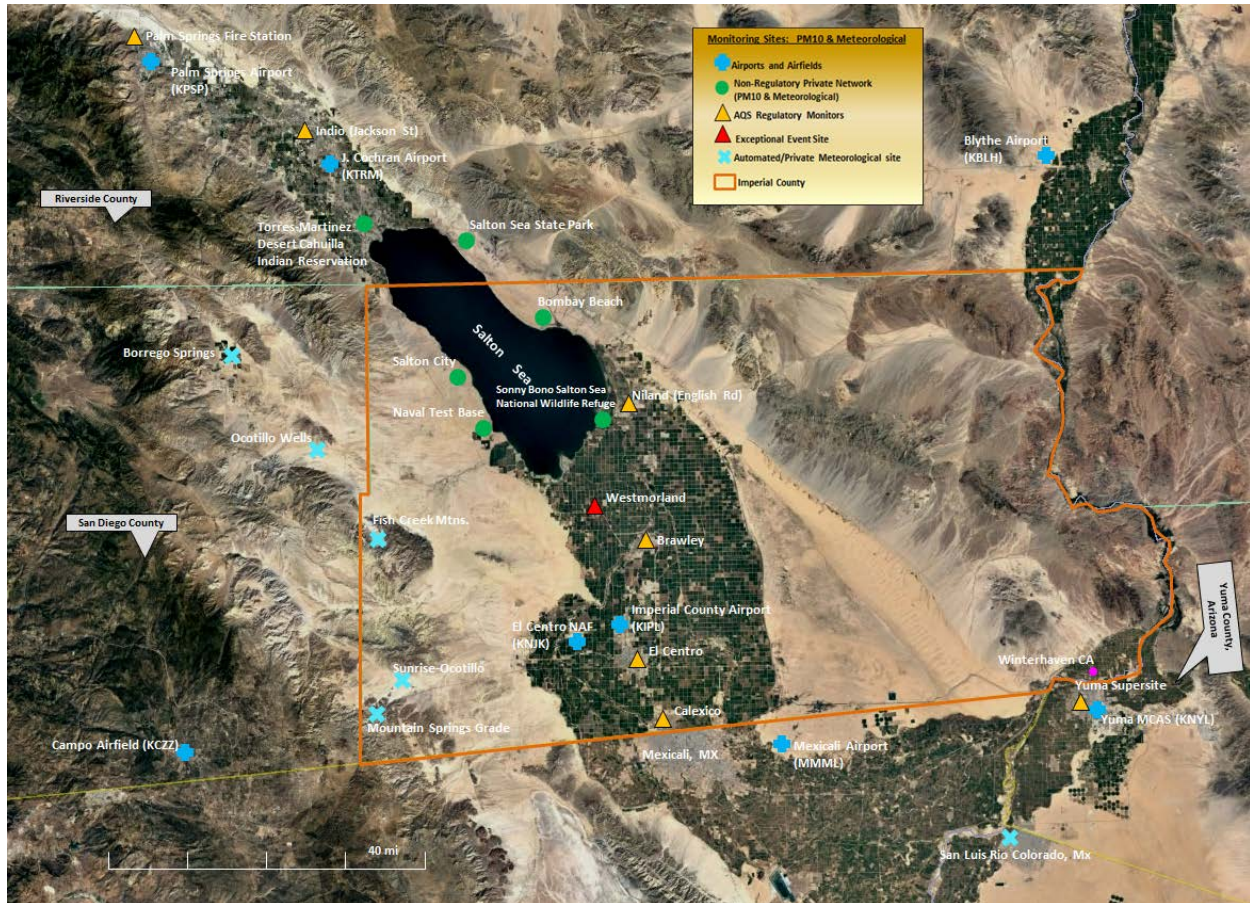 Palm Springs Fire Station
Palm Springs Airport
(KPSP)
Indio (Jackson St)
J. Cochran Airport
(KTRM)
Riverside County
Torres-Martinez
Desert Cahuilla
Indian Reservation
Salton Sea State Park
Monitoring Sites: PM10 & Meteorological
Airports and Airfields
Non-Regulatory Private Network
(PM10 & Meteorological)
AQS Regulatory Monitors
Exceptional Event Site
Automated/Private Meteorological site
Imperial County
Blythe Airport
(KBLH)
Bombay Beach
Salton
Sea
Borrego Springs
Salton City
Sonny Bono Salton Sea
National Wildlife Refuge
Niland (English Rd)
Naval Test Base
Ocotillo Wells
Westmorland
San Diego County
Fish Creek Mtns.
Brawley
Imperial County Airport
(KIPL)
El Centro NAF
(KNJK)
El Centro
Yuma County,
Arizona
Winterhaven CA
Sunrise-Ocotillo
Yuma Supersite
Mountain Springs Grade
Calexico
Yuma MCAS (KNYL)
Campo Airfield (KCZZ)
Mexicali, MX
Mexicali Airport
(MMML)
40 mi
San Luis Rio Colorado, Mx